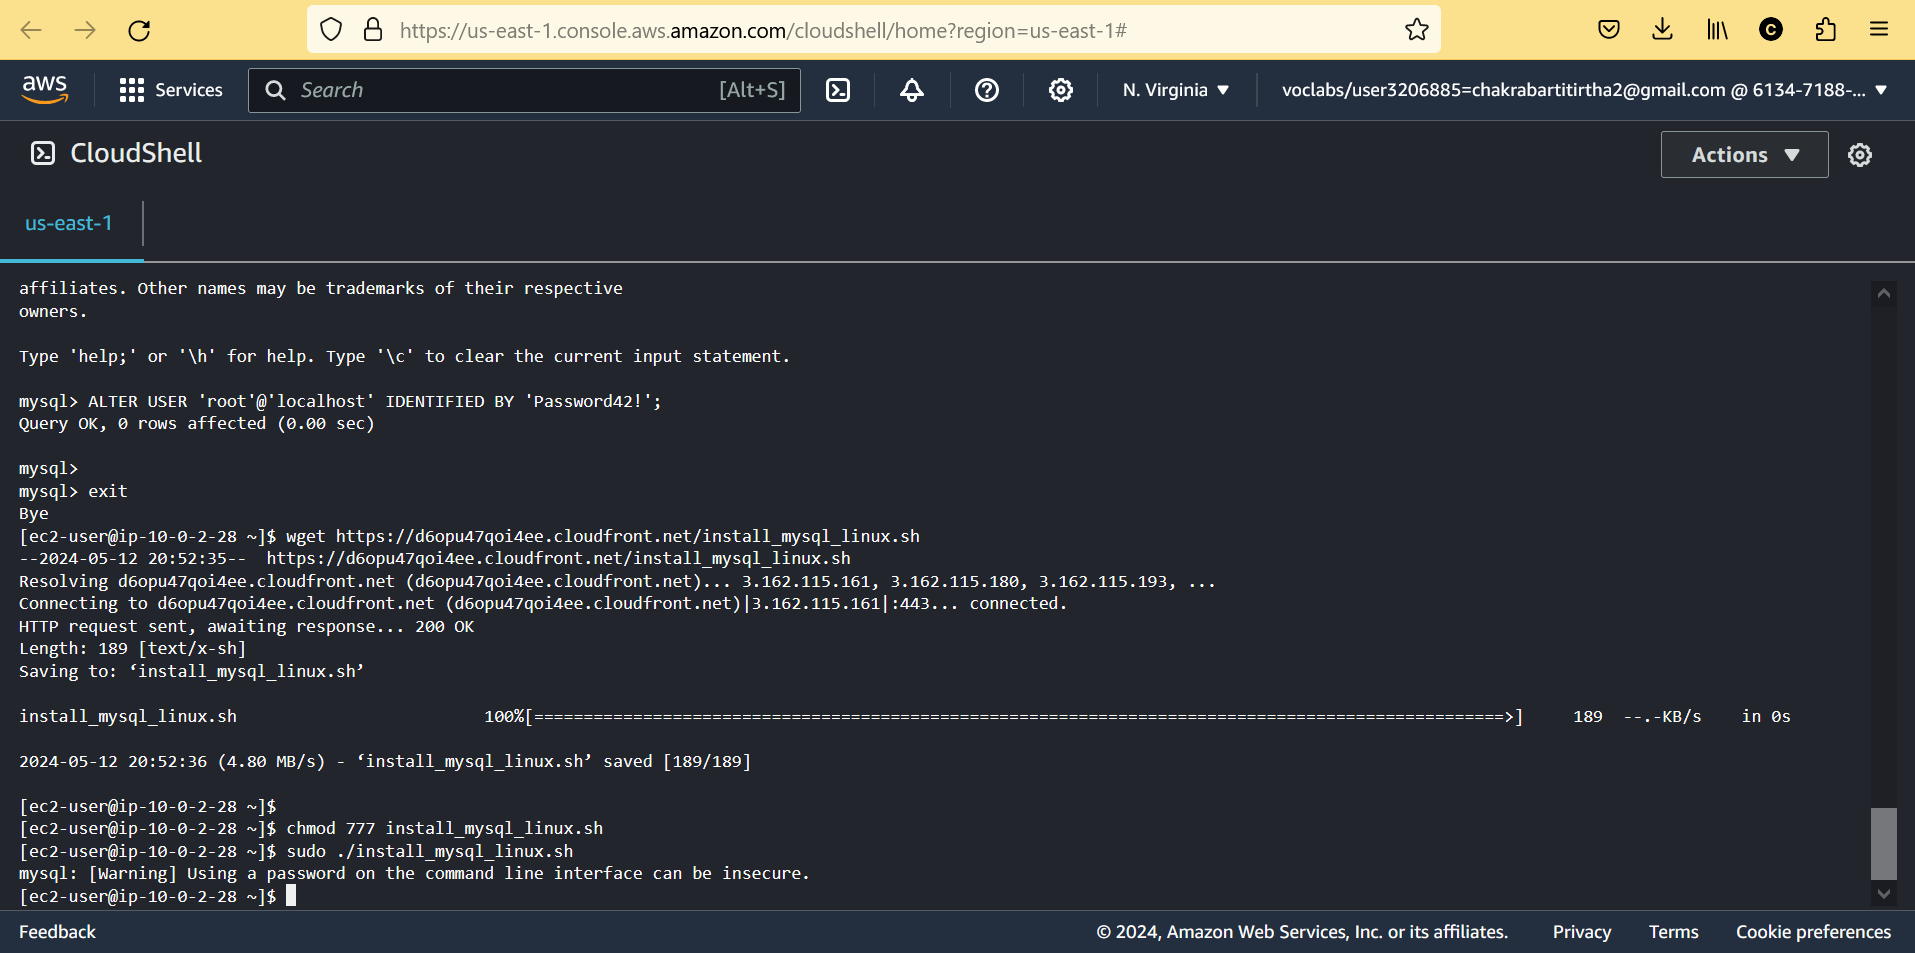 https://us-east-1.console.aws.amazon.com/cloudshell/home?region=us-east-1#
C
aws
Services
Search
[Alt+S]
N. Virginia
voclabs/user3206885=chakrabartitirtha2@gmail.com @ 6134-7188-...
CloudShell
Actions
us-east-1
affiliates. Other names may be trademarks of their respective
owners.
Type 'help;' or '\h' for help. Type '\c' to clear the current input statement.
mysql> ALTER USER 'root'@'localhost' IDENTIFIED BY 'Password42!';
Query OK, 0 rows affected (0.00 sec)
mysql>
mysql> exit
Bye
[ec2-user@ip-10-0-2-28 ~]$ wget https://d6opu47qoi4ee.cloudfront.net/install_mysql_linux.sh
--2024-05-12 20:52:35--  https://d6opu47qoi4ee.cloudfront.net/install_mysql_linux.sh
Resolving d6opu47qoi4ee.cloudfront.net (d6opu47qoi4ee.cloudfront.net)... 3.162.115.161, 3.162.115.180, 3.162.115.193, ...
Connecting to d6opu47qoi4ee.cloudfront.net (d6opu47qoi4ee.cloudfront.net)|3.162.115.161|:443... connected.
HTTP request sent, awaiting response... 200 OK
Length: 189 [text/x-sh]
Saving to: ‘install_mysql_linux.sh’
install_mysql_linux.sh 100%[==================================================================================================>] 189 --.-KB/s in 0s
2024-05-12 20:52:36 (4.80 MB/s) - ‘install_mysql_linux.sh’ saved [189/189]
[ec2-user@ip-10-0-2-28 ~]$
[ec2-user@ip-10-0-2-28 ~]$ chmod 777 install_mysql_linux.sh
[ec2-user@ip-10-0-2-28 ~]$ sudo ./install_mysql_linux.sh
mysql: [Warning] Using a password on the command line interface can be insecure.
[ec2-user@ip-10-0-2-28 ~]$
Feedback
© 2024, Amazon Web Services, Inc. or its affiliates.
Privacy
Terms
Cookie preferences